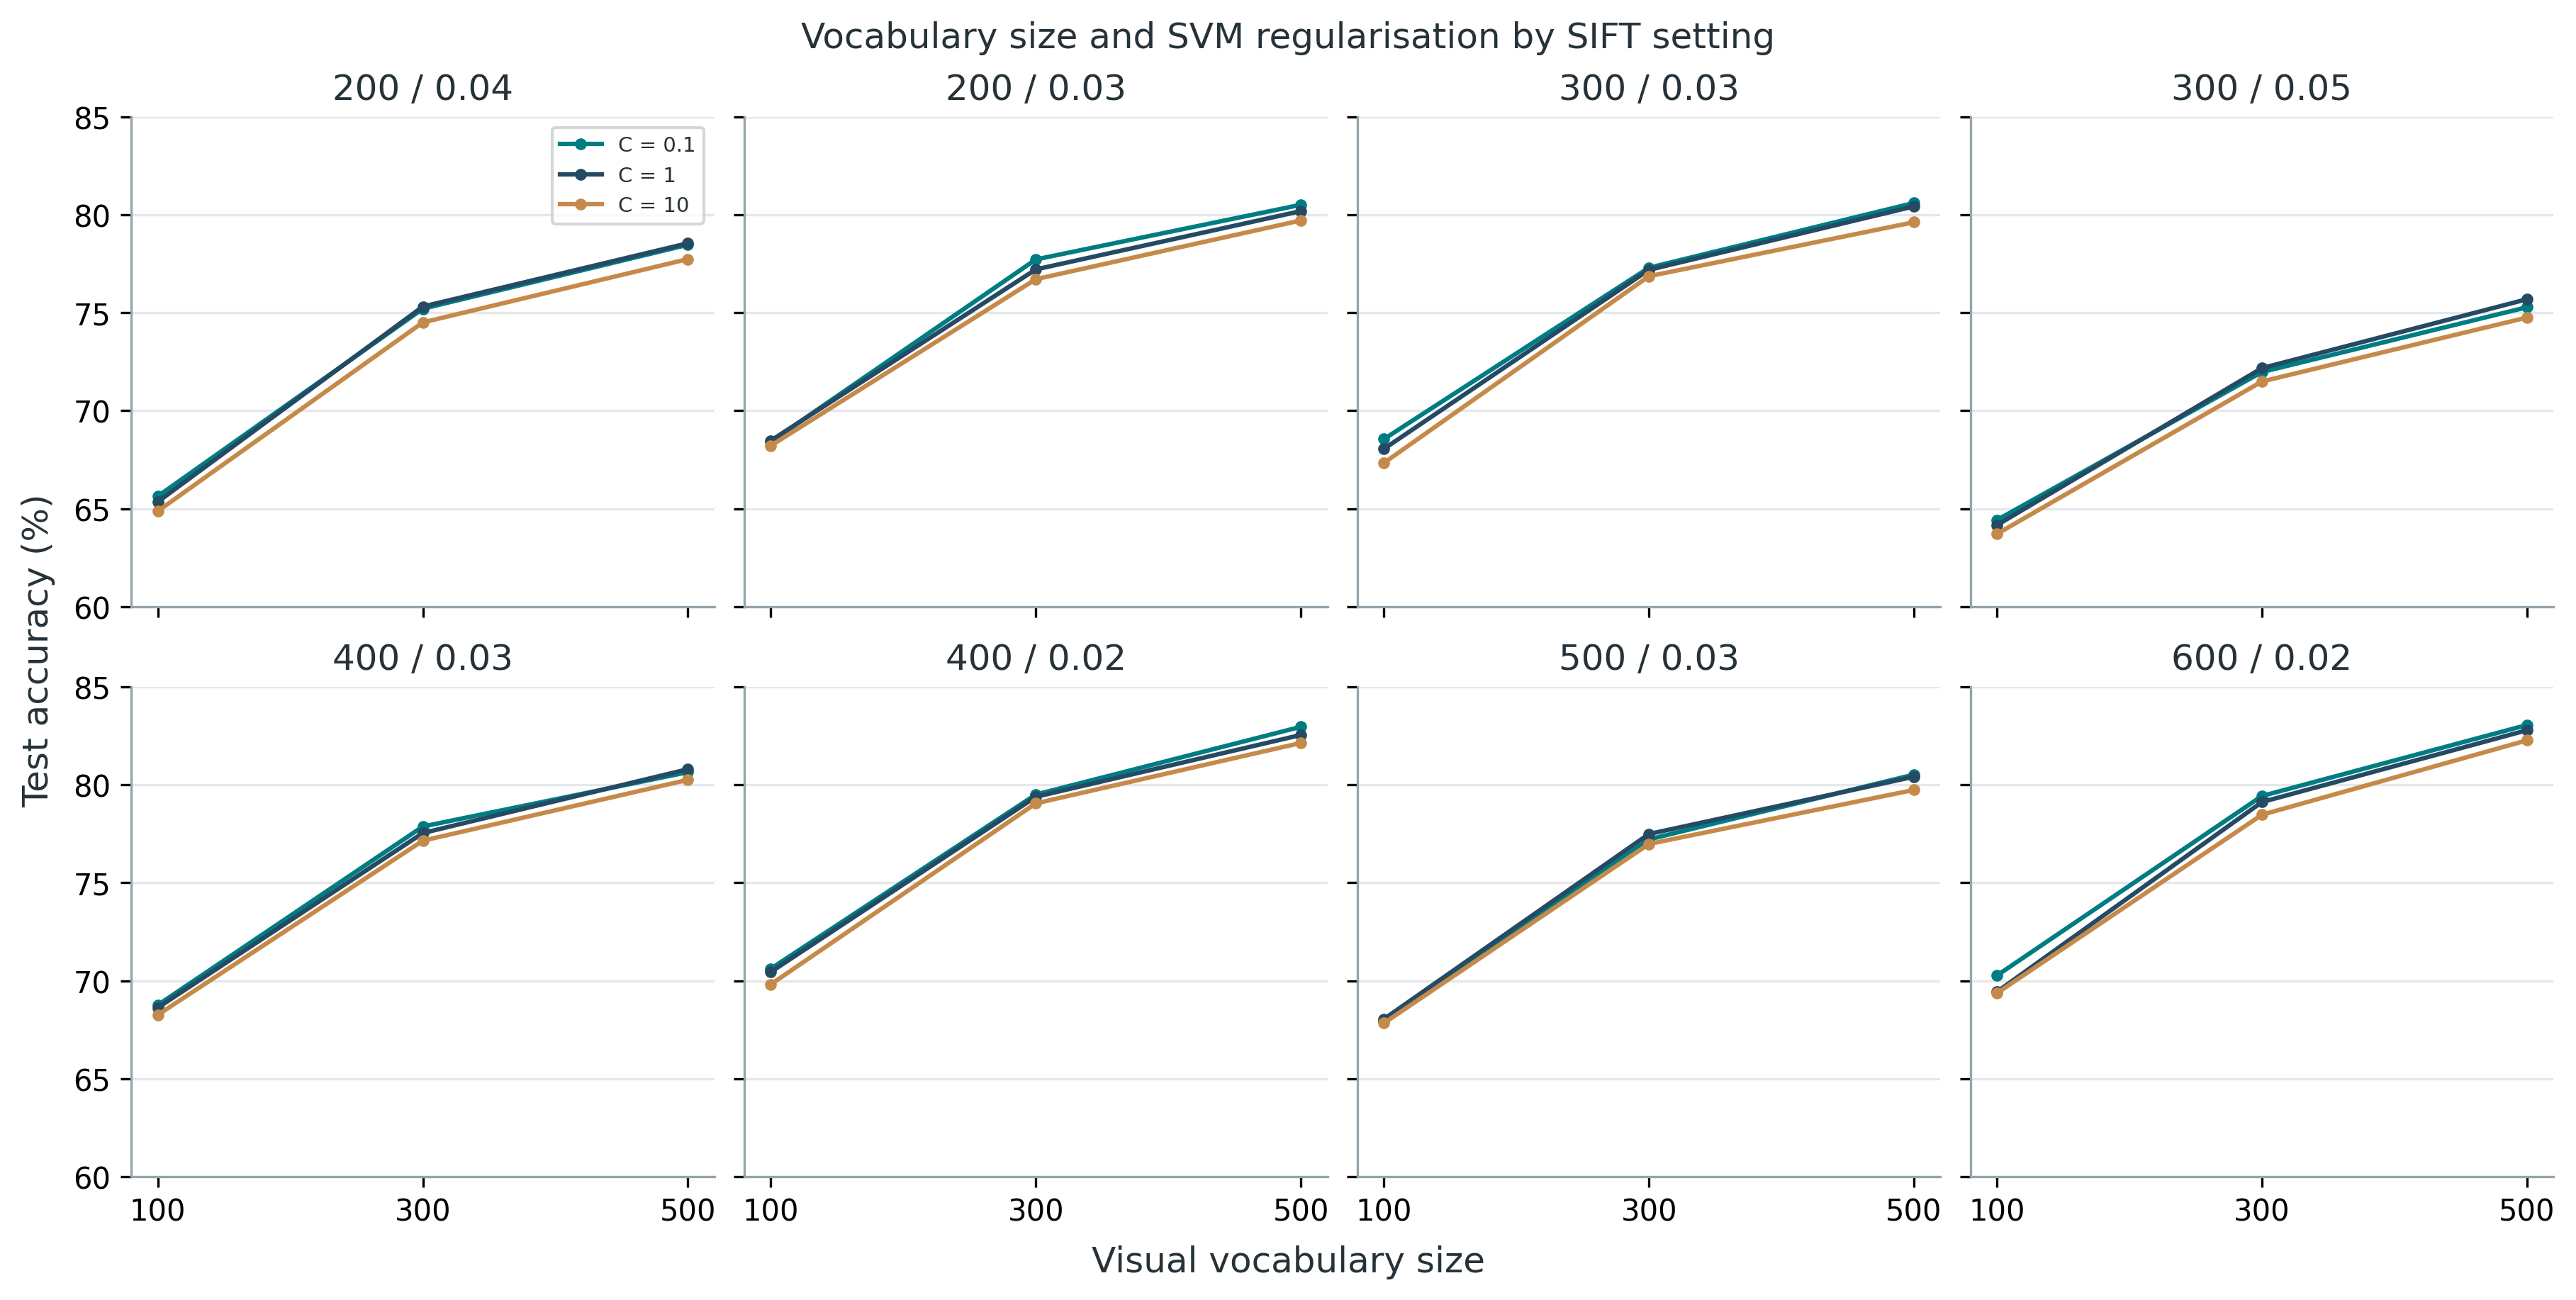 Vocabulary size and SVM regularisation by SIFT setting
200 / 0.04
200 / 0.03
300 / 0.03
300 / 0.05
85
80
75
70
65
60
C = 0.1
C = 1
C = 10
Test accuracy (%)
400 / 0.03
400 / 0.02
500 / 0.03
600 / 0.02
85
80
75
70
65
60
100 300 500
100 300 500
100 300 500
100 300 500
Visual vocabulary size